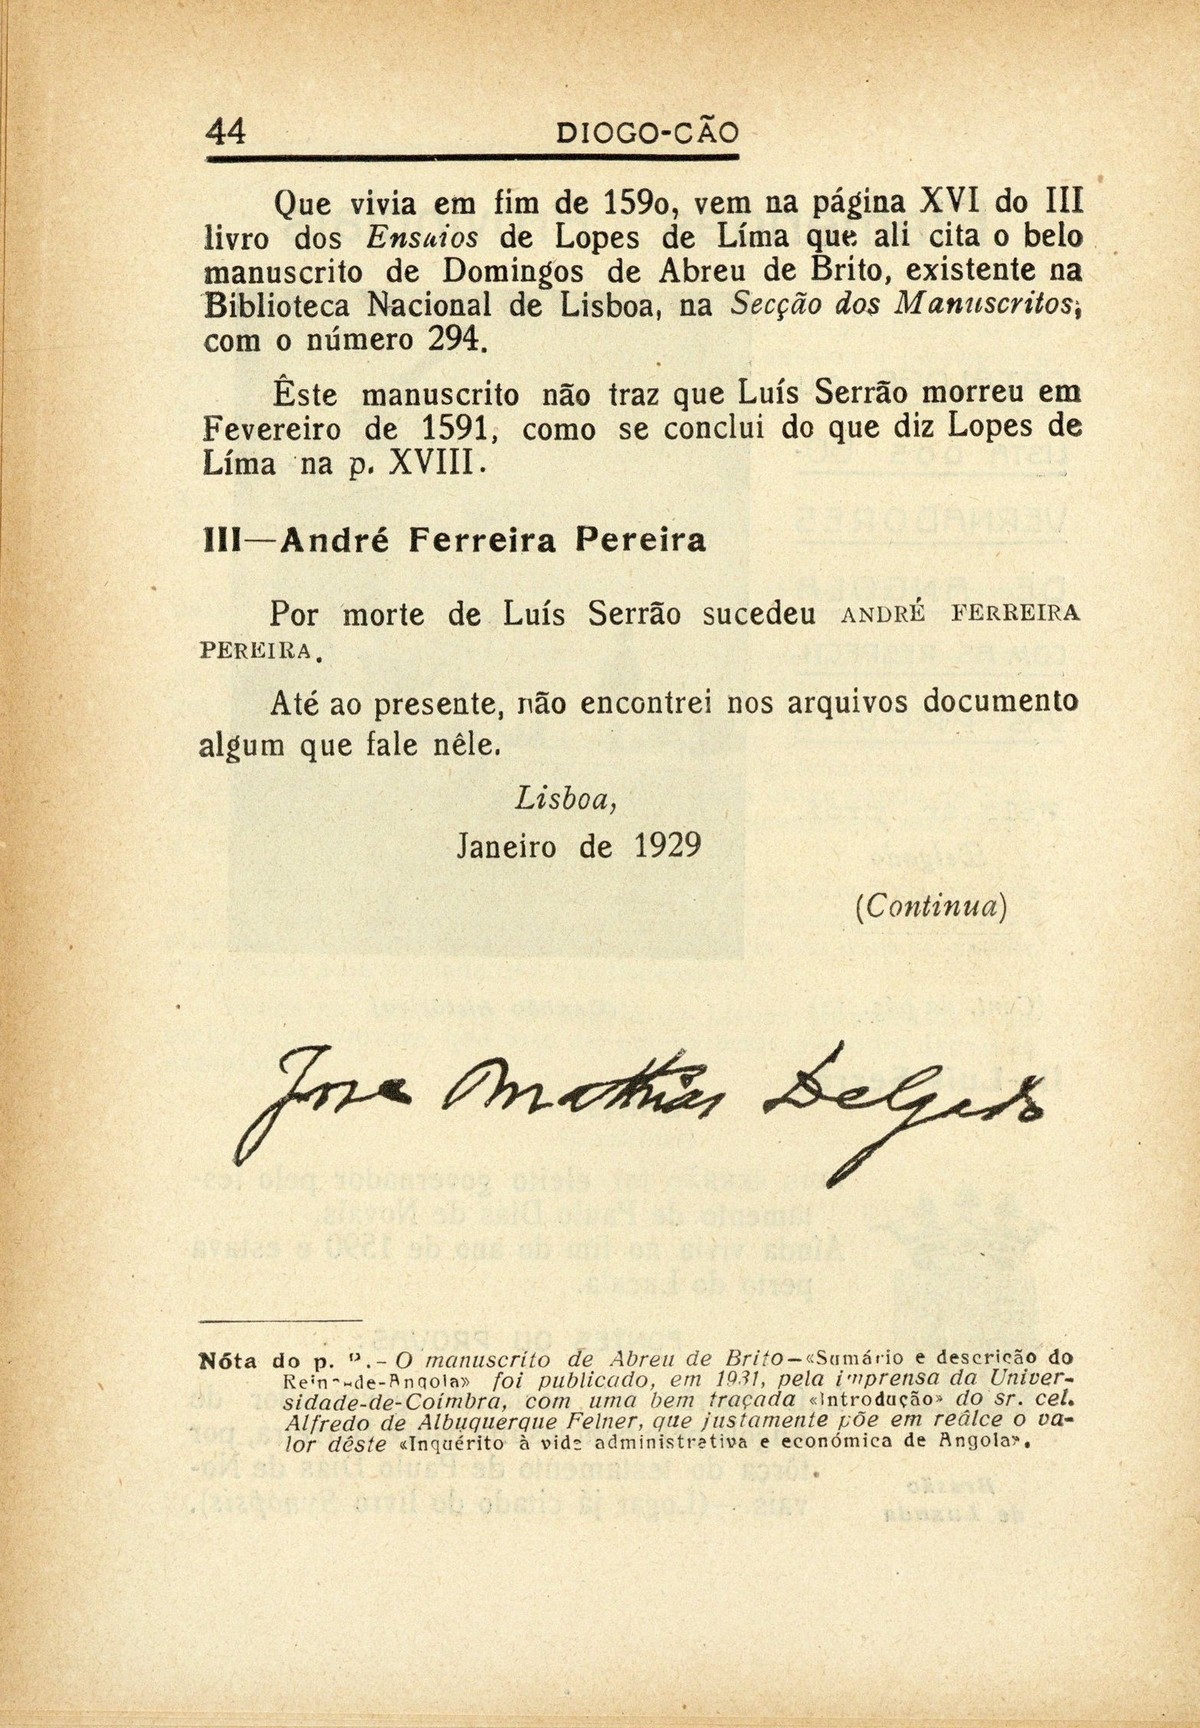 44 DIOGO-CÃO
Que vivia em fim de 1590, vem na página XVI do III
livro dos Ensaios de Lopes de Líma que ali cita o belo
manuscrito de Domingos de Abreu de Brito, existente na
Biblioteca Nacional de Lisboa, na Secção dos Manuscritos;
com o número 294.
Êste manuscrito não traz que Luís Serrão morreu em
Fevereiro de 1591, como se conclui do que diz Lopes de
Líma na p. XVIII.
III—André Ferreira Pereira
Por morte de Luís Serrão sucedeu ANDRÉ FERREIRA
PEREIRA.
Até ao presente, não encontrei nos arquivos documento
algum que fale nêle.
Lisboa,
Janeiro de 1929
(Continua)
José Mathias Delgado
Nóta do p. .- O manuscrito de Abreu de Brito—«Sumário e descrição do
Reino-de-Angola» foi publicado, em 1931, pela imprensa da Univer-
sidade-de-Coímbra, com uma bem traçada «Introdução» do sr. cel.
Alfredo de Albuquerque Felner, que justamente põe em reálce o va-
lor dêste «Inquérito à vida administrativa e económica de Angola».